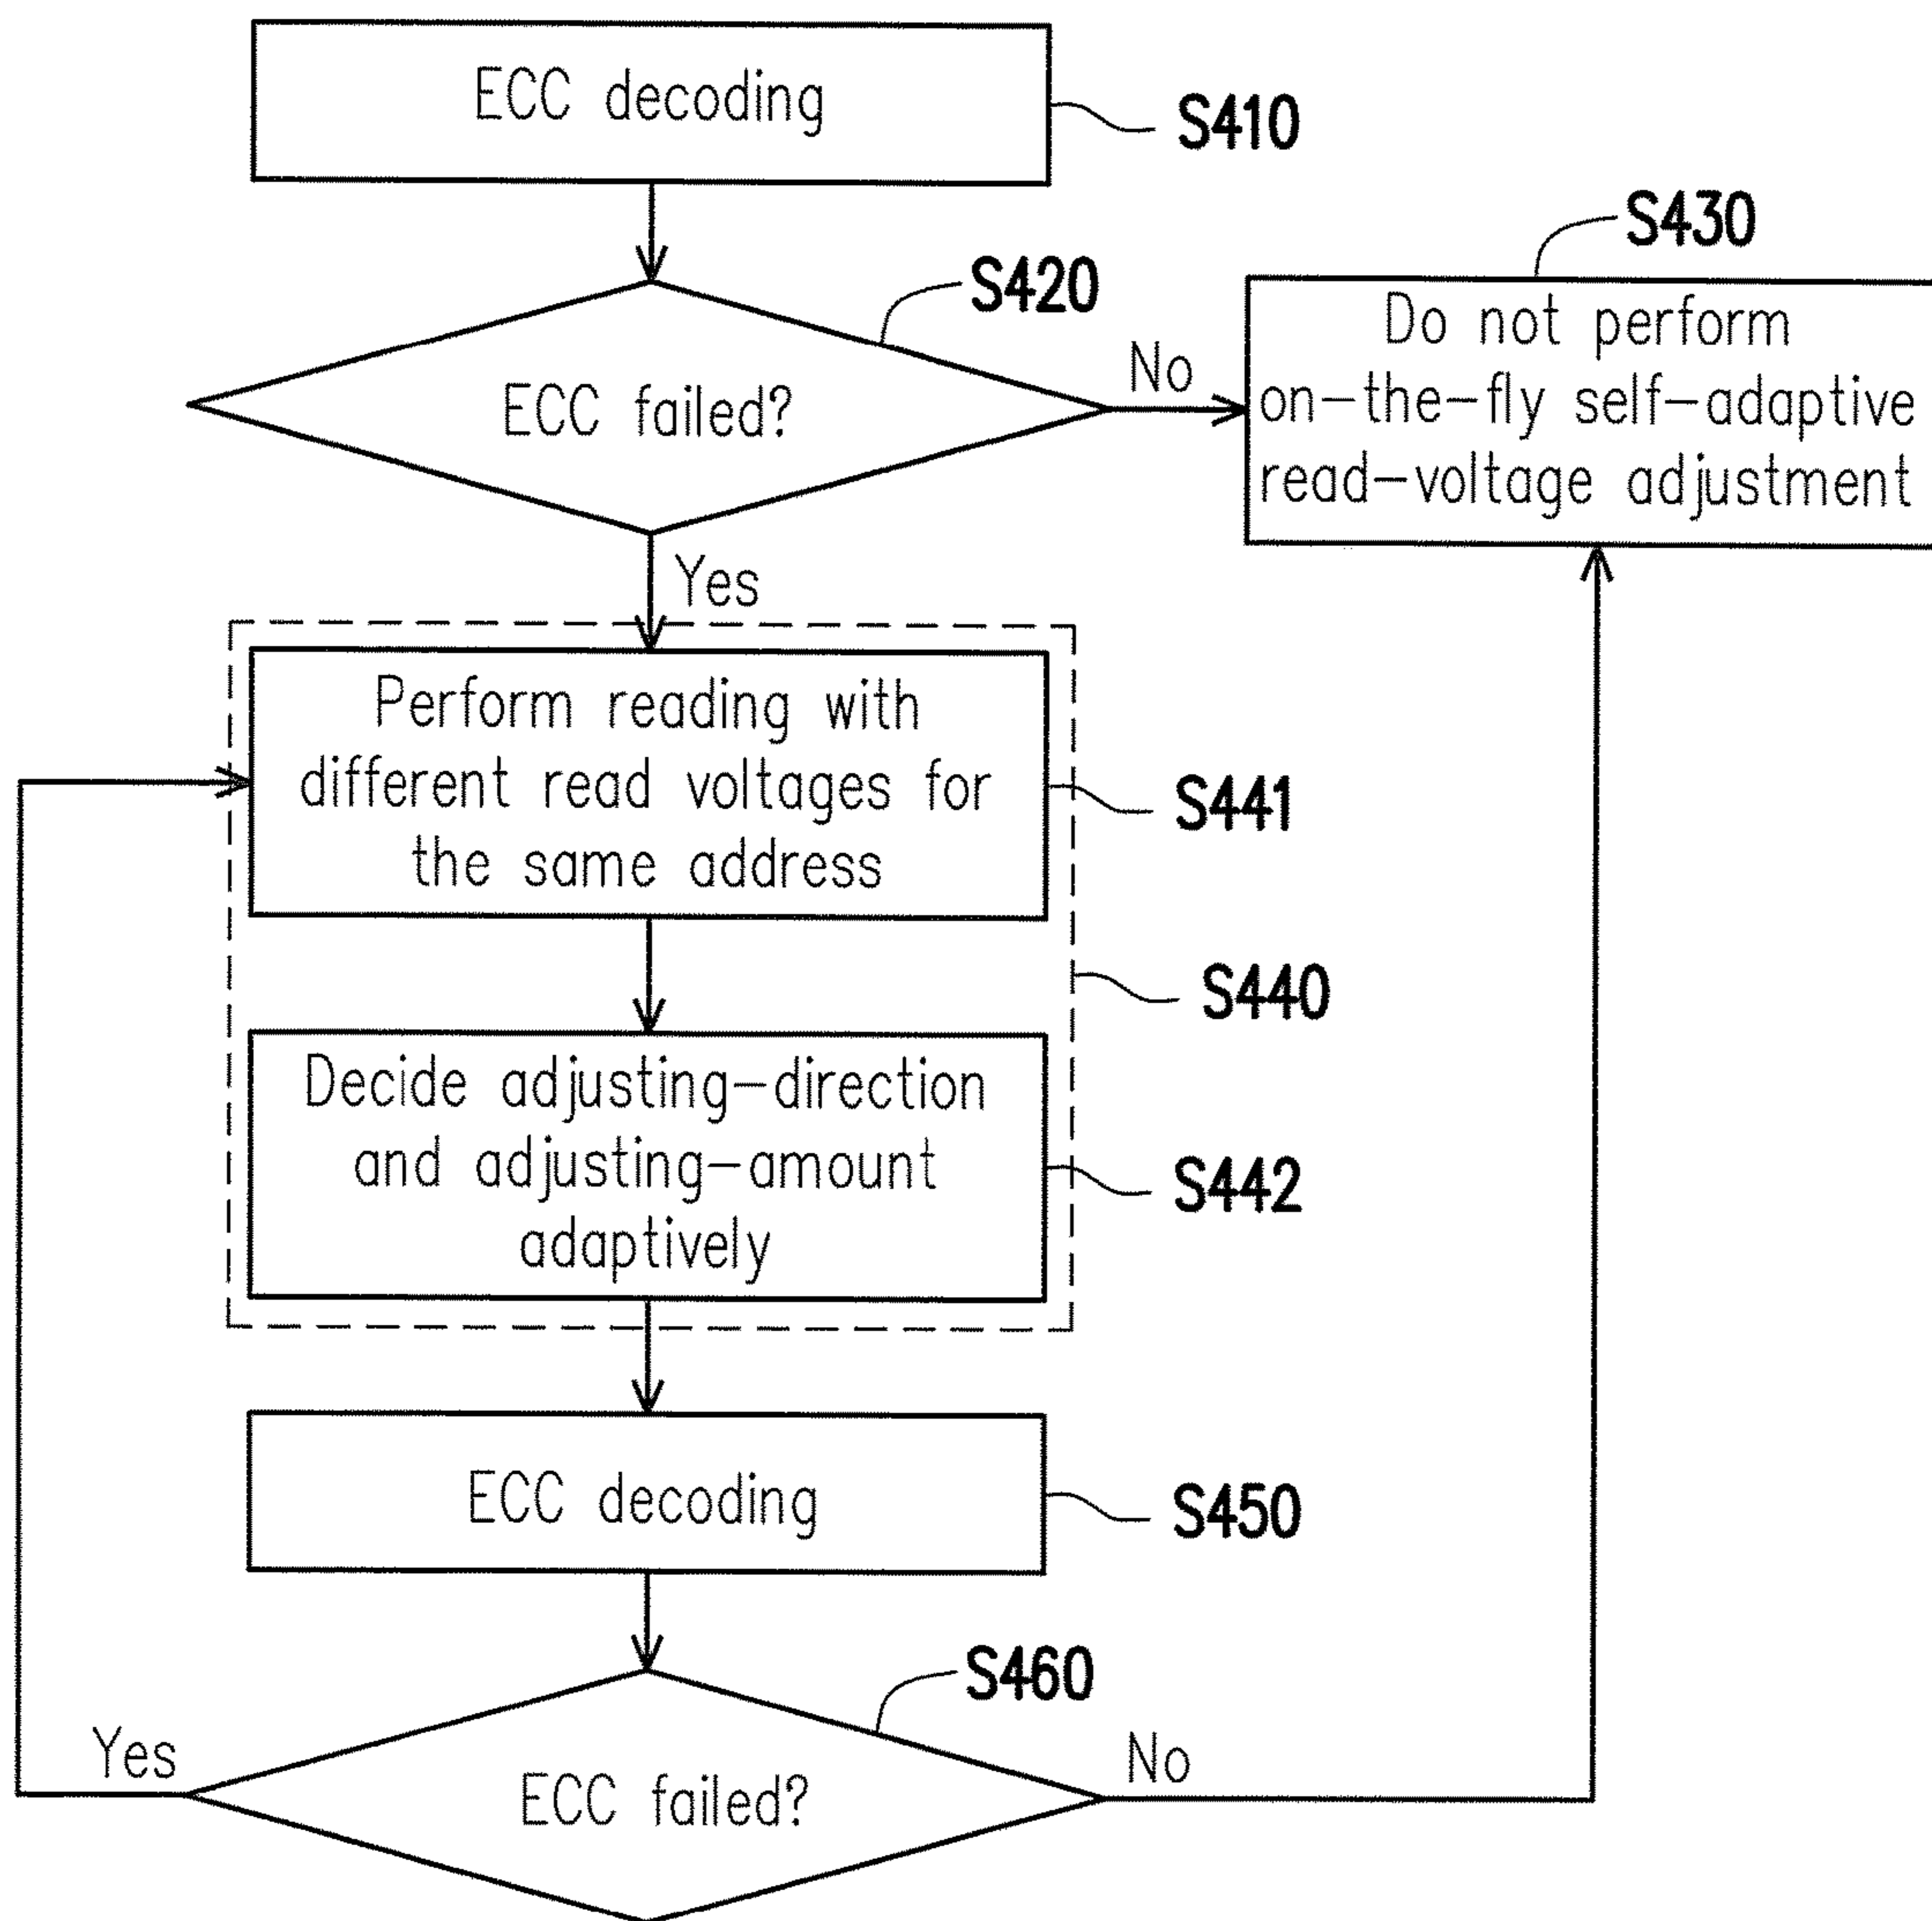 ECC decoding
S410
S420
S430
ECC failed?
No
Do not perform
on-the-fly self-adaptive
read-voltage adjustment
Yes
Perform reading with
different read voltages for
the same address
S441
S440
Decide adjusting-direction
and adjusting-amount
adaptively
S442
ECC decoding
S450
S460
Yes
ECC failed?
No